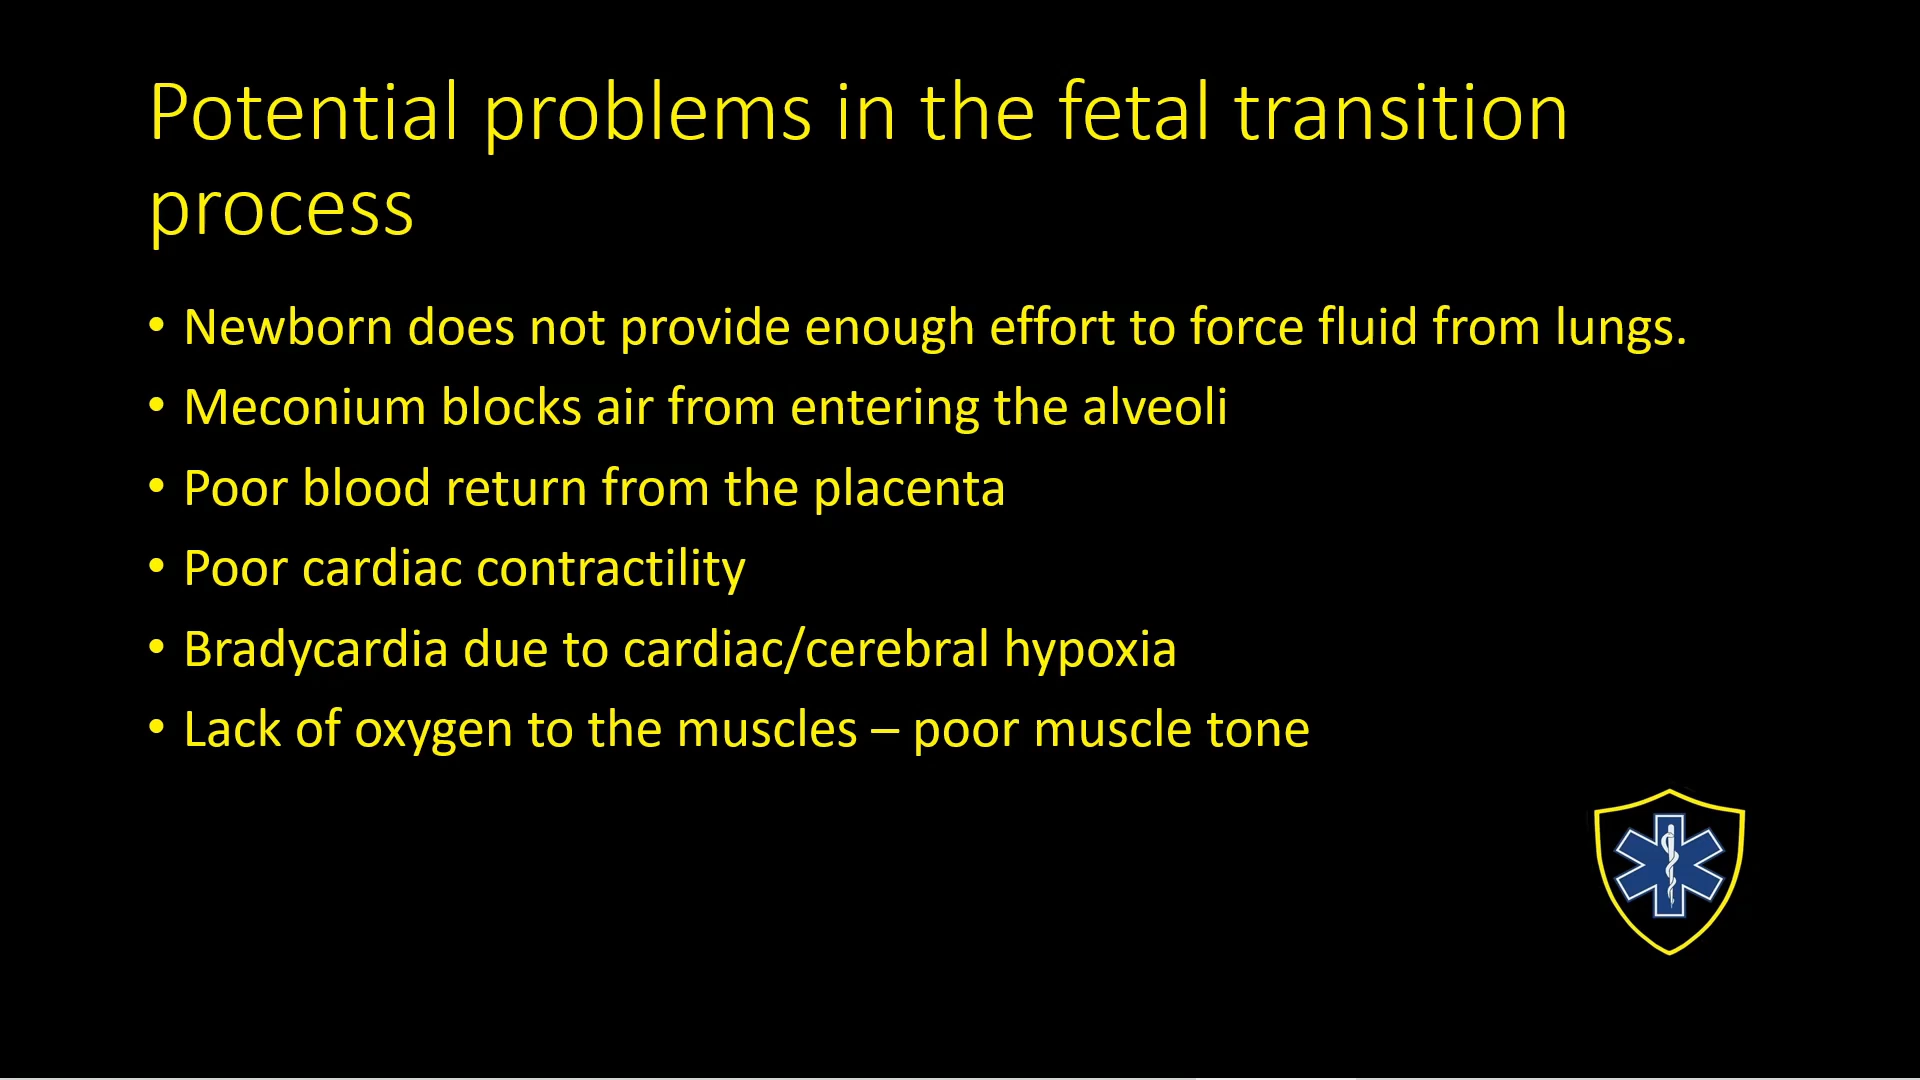 Potential problems in the fetal transition
process
• Newborn does not provide enough effort to force fluid from lungs.
• Meconium blocks air from entering the alveoli
• Poor blood return from the placenta
• Poor cardiac contractility
• Bradycardia due to cardiac/cerebral hypoxia
• Lack of oxygen to the muscles – poor muscle tone